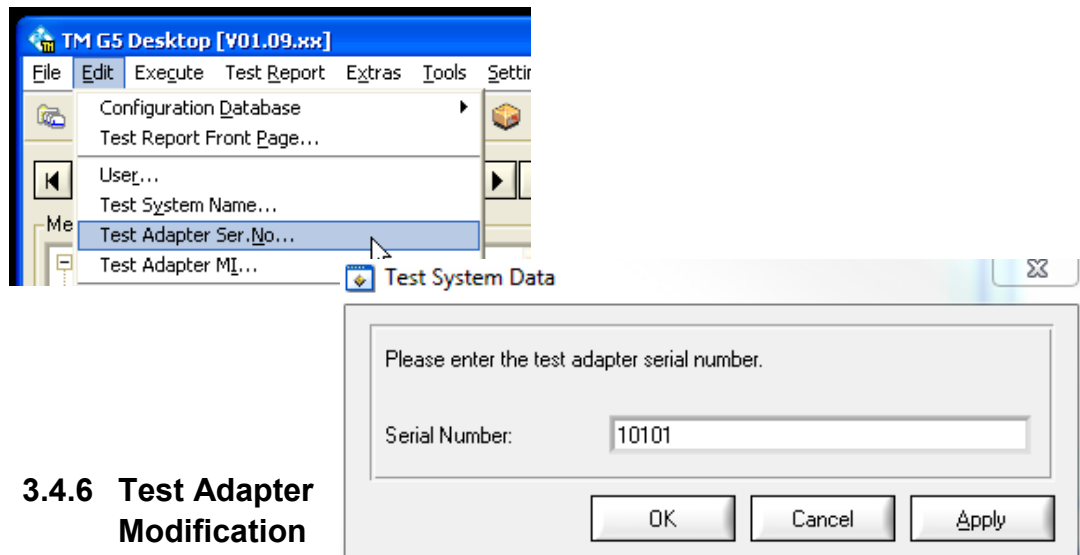 TM G5 Desktop [V01.09.xx]
File Edit Execute Test Report Extras Tools Settin
Configuration Database
Test Report Front Page...
User...
Test System Name...
Me
Test Adapter Ser.No...
Test Adapter MI...
Test System Data
Please enter the test adapter serial number.
Serial Number: 10101
OK Cancel Apply
3.4.6 Test Adapter
Modification